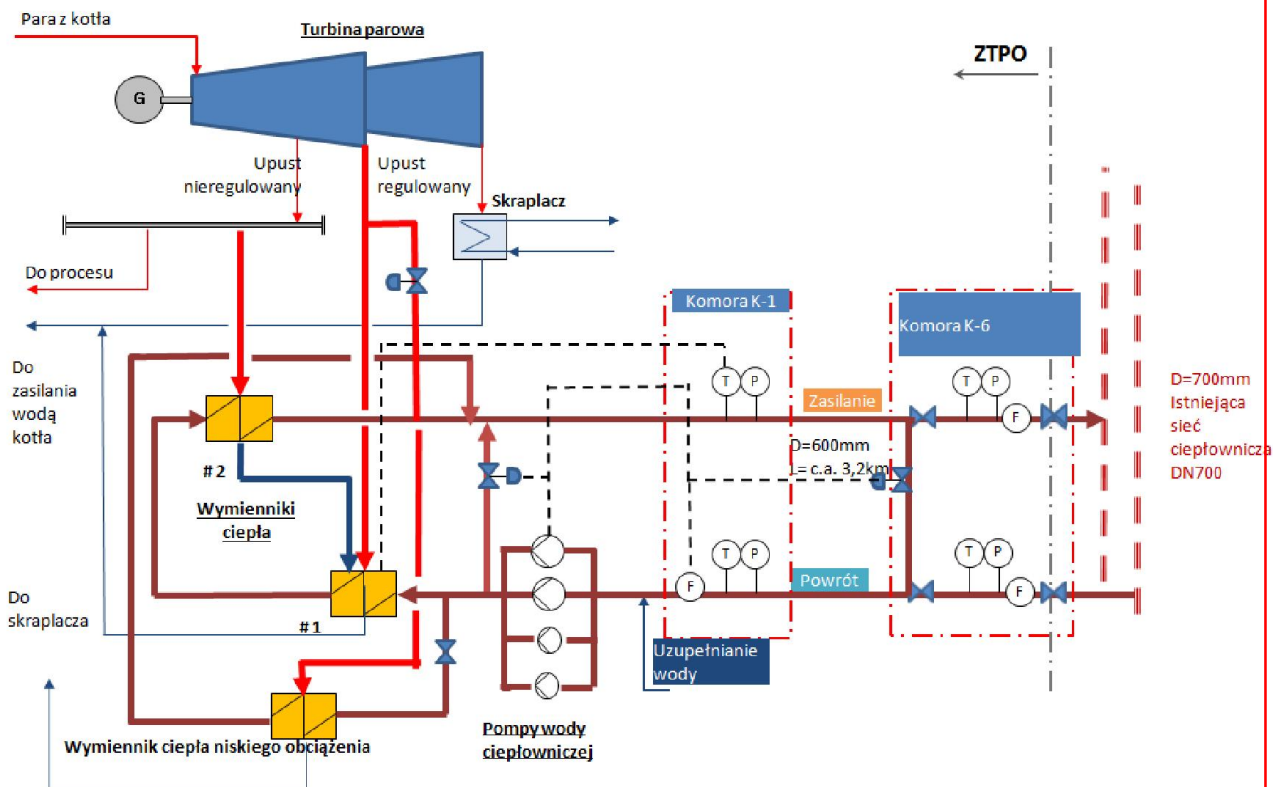 Para z kotła
Turbina parowa
ZTPO
G
Upust
nieregulowany
Upust
regulowany
Skraplacz
Do procesu
Komora K-1
Komora K-6
Do
zasilania
wodą
kotła
T
P
Zasilanie
T
P
F
D=700mm
Istniejąca
sieć
ciepłownicza
DN700
D=600mm
L= c.a. 3,2km
#2
Wymienniki
ciepła
T
P
F
Powrót
T
P
F
Do
skraplacza
#1
Uzupełnianie
wody
Pompy wody
ciepłowniczej
Wymiennik ciepła niskiego obciążenia